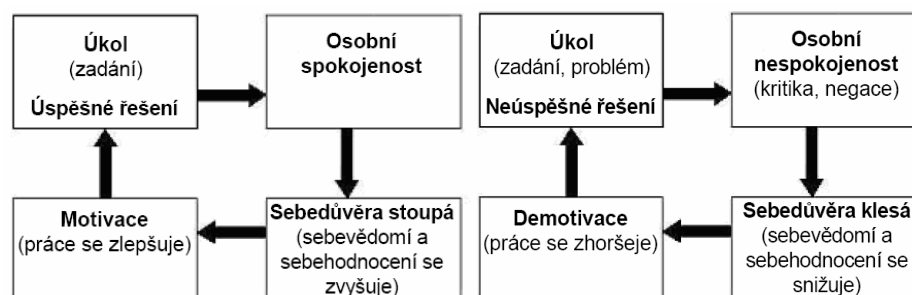 Úkol
(zadání)
Úspěšné řešení
Osobní
spokojenost
Motivace
(práce se zlepšuje)
Sebedůvěra stoupá
(sebevědomí a
sebehodnocení se
zvyšuje)
Úkol
(zadání, problém)
Neúspěšné řešení
Osobní
nespokojenost
(kritika, negace)
Demotivace
(práce se zhoršeje)
Sebedůvěra klesá
(sebevědomí a
sebehodnocení se
snižuje)